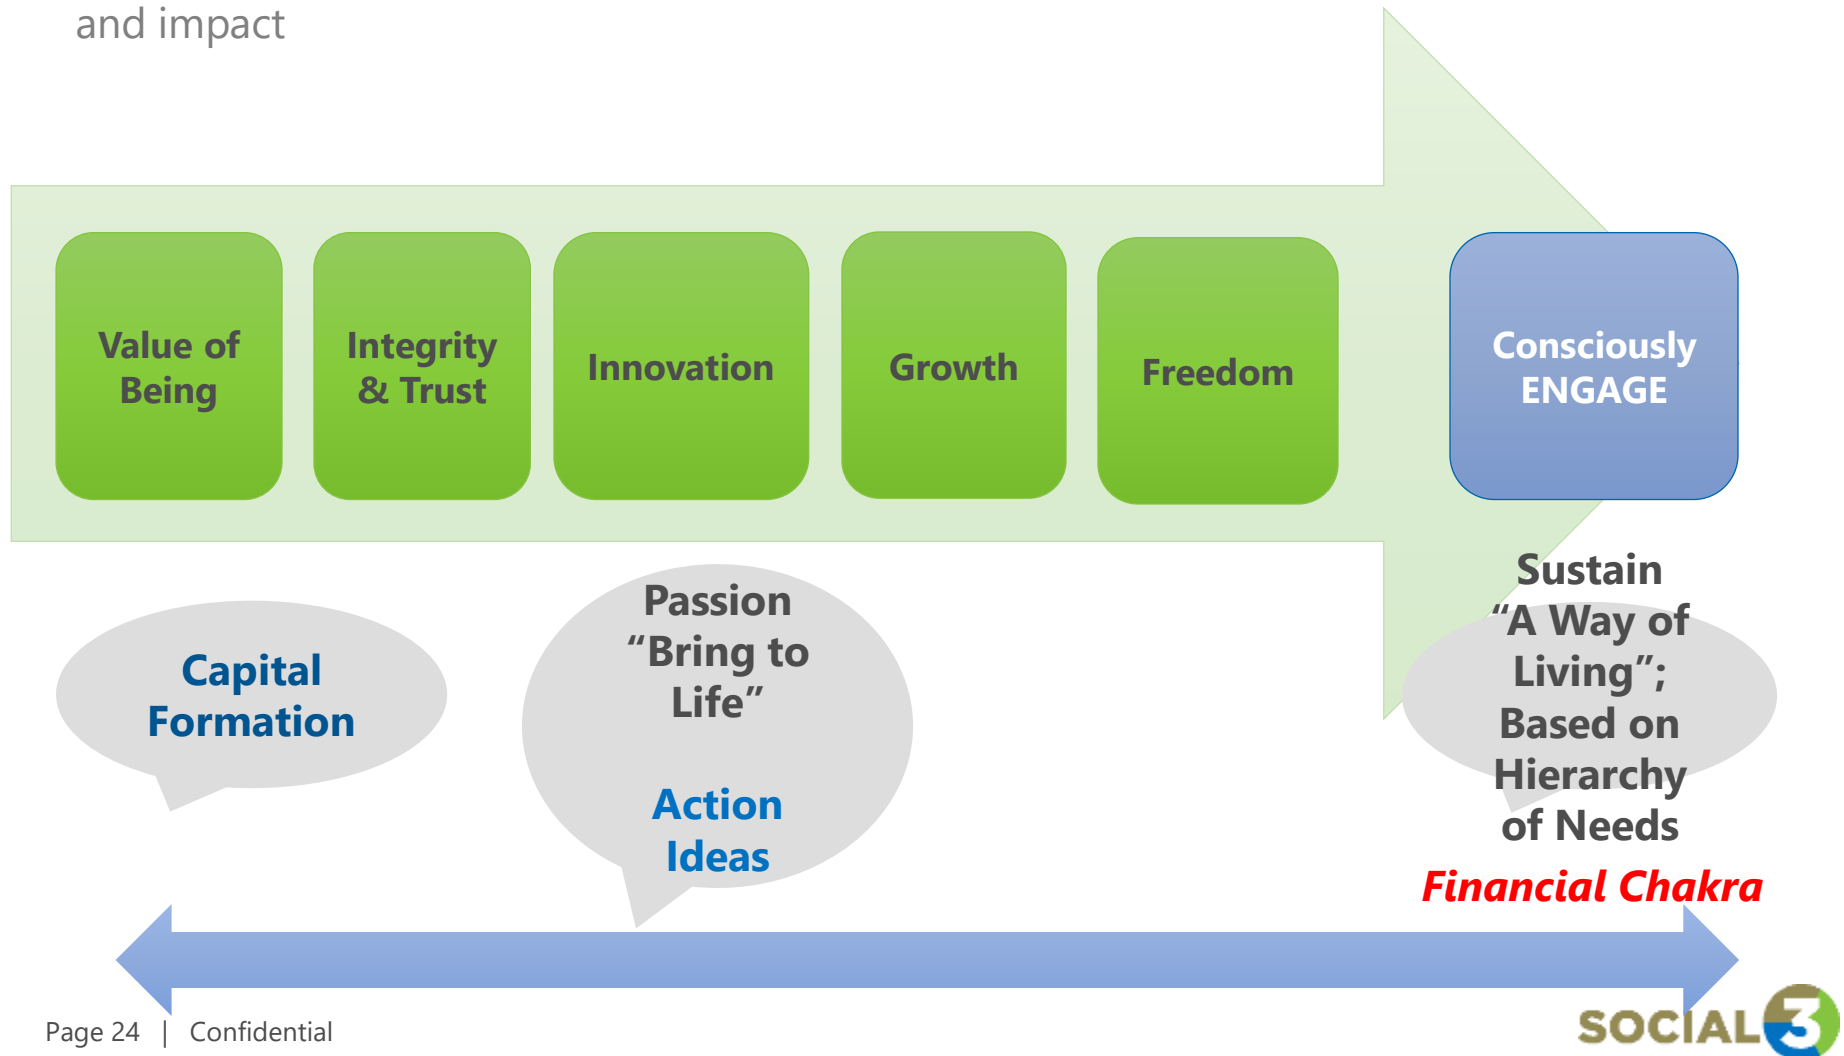 and impact
Value of
Being
Integrity
& Trust
Innovation
Growth
Freedom
Consciously
ENGAGE
Capital
Formation
Passion
“Bring to
Life”
Action
Ideas
Sustain
“A Way of
Living”;
Based on
Hierarchy
of Needs
Financial Chakra
Page 24 | Confidential
SOCIAL3